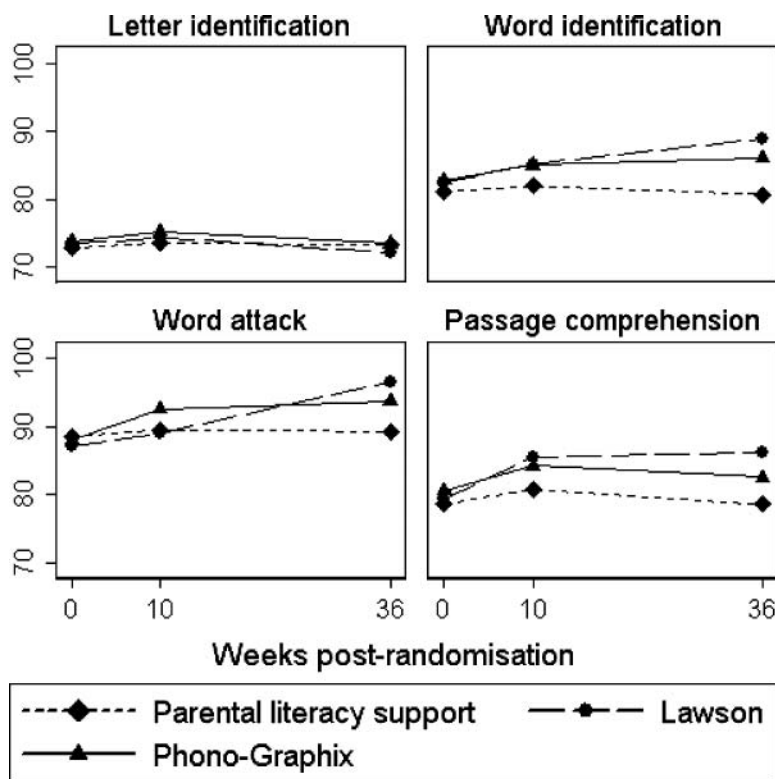 Letter identification
Word identification
100
90
80
70
Word attack
Passage comprehension
100
90
80
70
0 10 36
0 10 36
Weeks post-randomisation
Parental literacy support
Lawson
Phono-Graphix